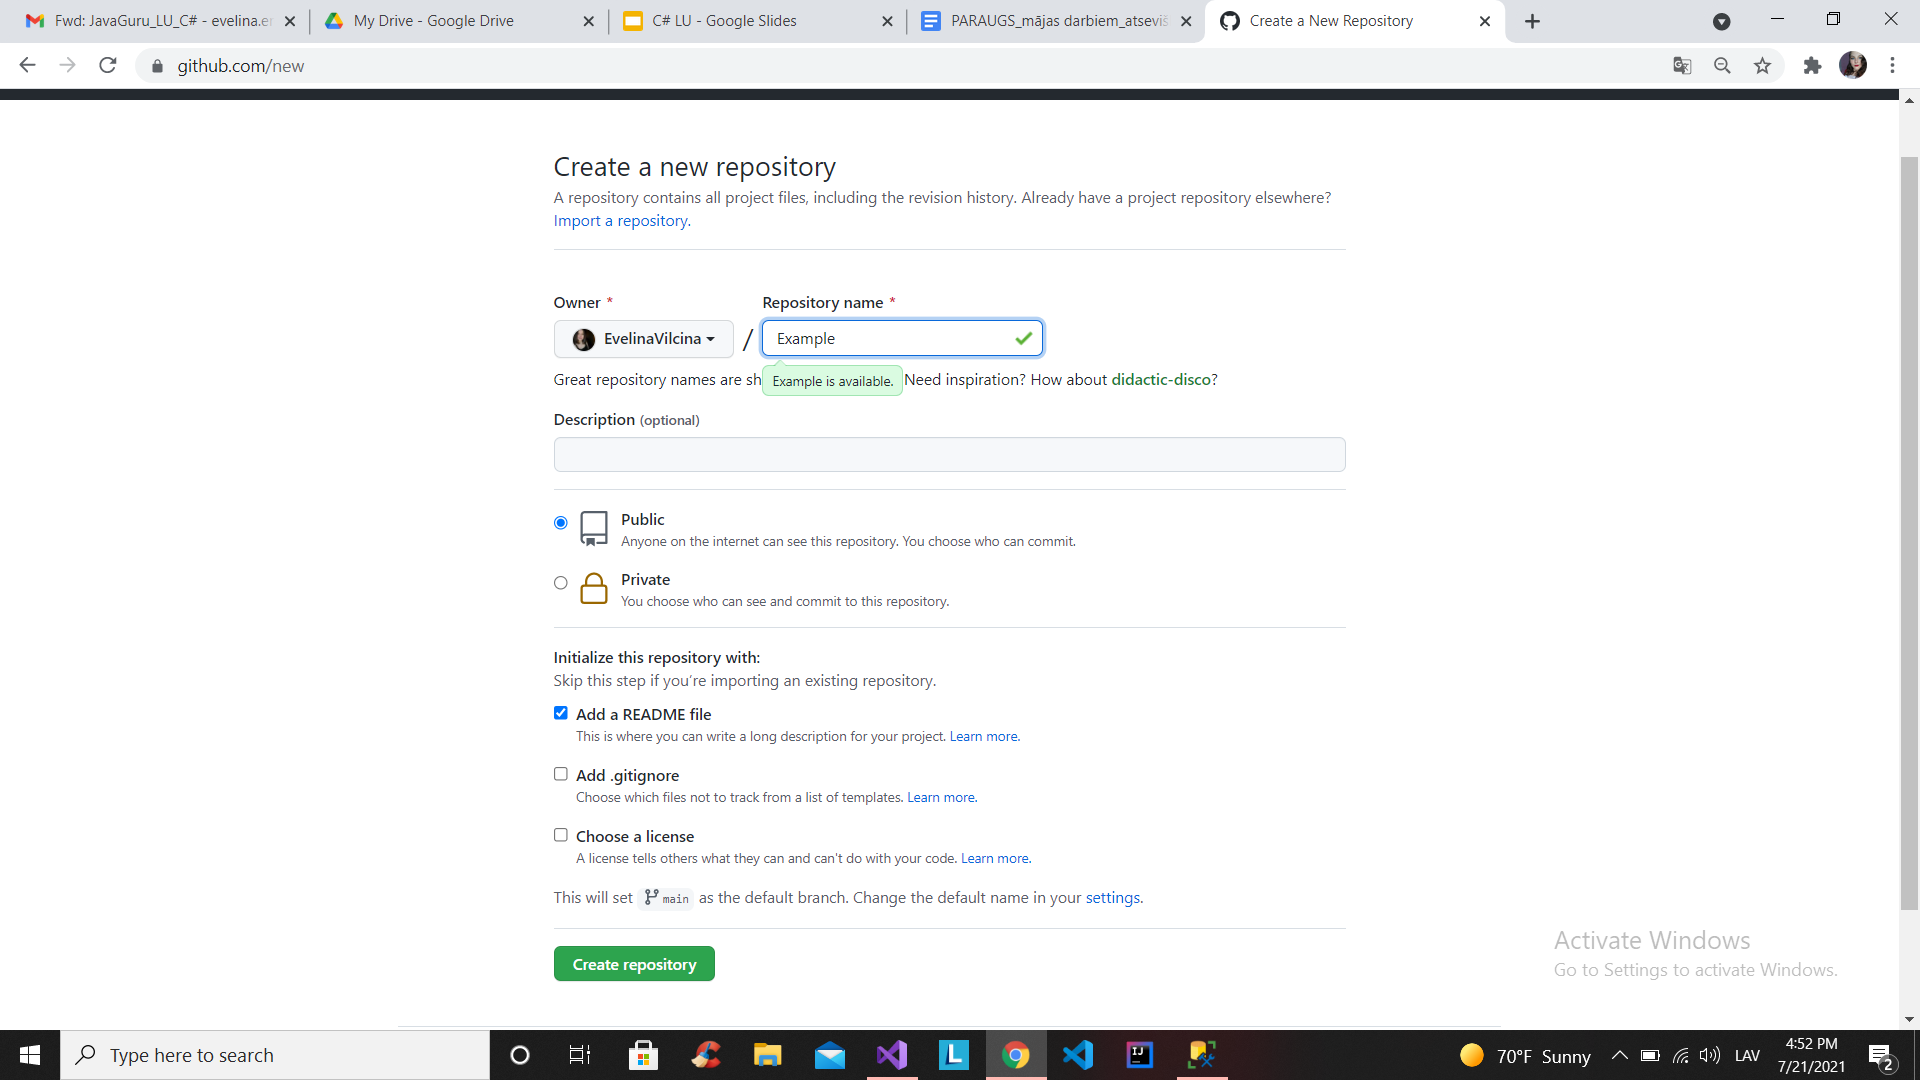 Fwd: JavaGuru_LU_C# - evelina.er
My Drive - Google Drive
C# LU - Google Slides
PARAUGS_mājas darbiem_atseviš
Create a New Repository
github.com/new
Create a new repository
A repository contains all project files, including the revision history. Already have a project repository elsewhere?
Import a repository.
Owner * Repository name *
EvelinaVilcina / Example
Great repository names are sh Example is available. Need inspiration? How about didactic-disco?
Description (optional)
Public
Anyone on the internet can see this repository. You choose who can commit.
Private
You choose who can see and commit to this repository.
Initialize this repository with:
Skip this step if you're importing an existing repository.
Add a README file
This is where you can write a long description for your project. Learn more.
Add .gitignore
Choose which files not to track from a list of templates. Learn more.
Choose a license
A license tells others what they can and can't do with your code. Learn more.
This will set main as the default branch. Change the default name in your settings.
Create repository
Activate Windows
Go to Settings to activate Windows.
Type here to search
L
IJ
70°F Sunny
LAV
4:52 PM
7/21/2021
2